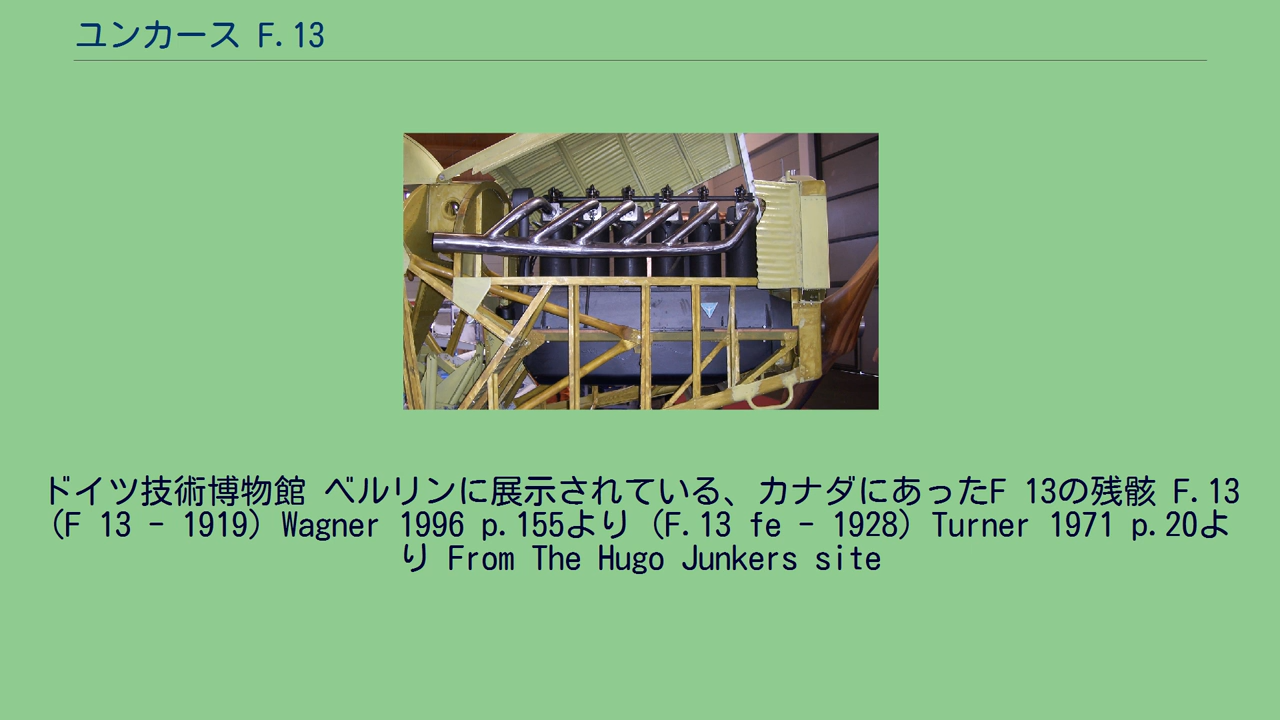 ユンカース F.13
ドイツ技術博物館 ベルリンに展示されている、カナダにあったF 13の残骸 F.13
(F 13 - 1919) Wagner 1996 p.155より (F.13 fe - 1928) Turner 1971 p.20よ
り From The Hugo Junkers site